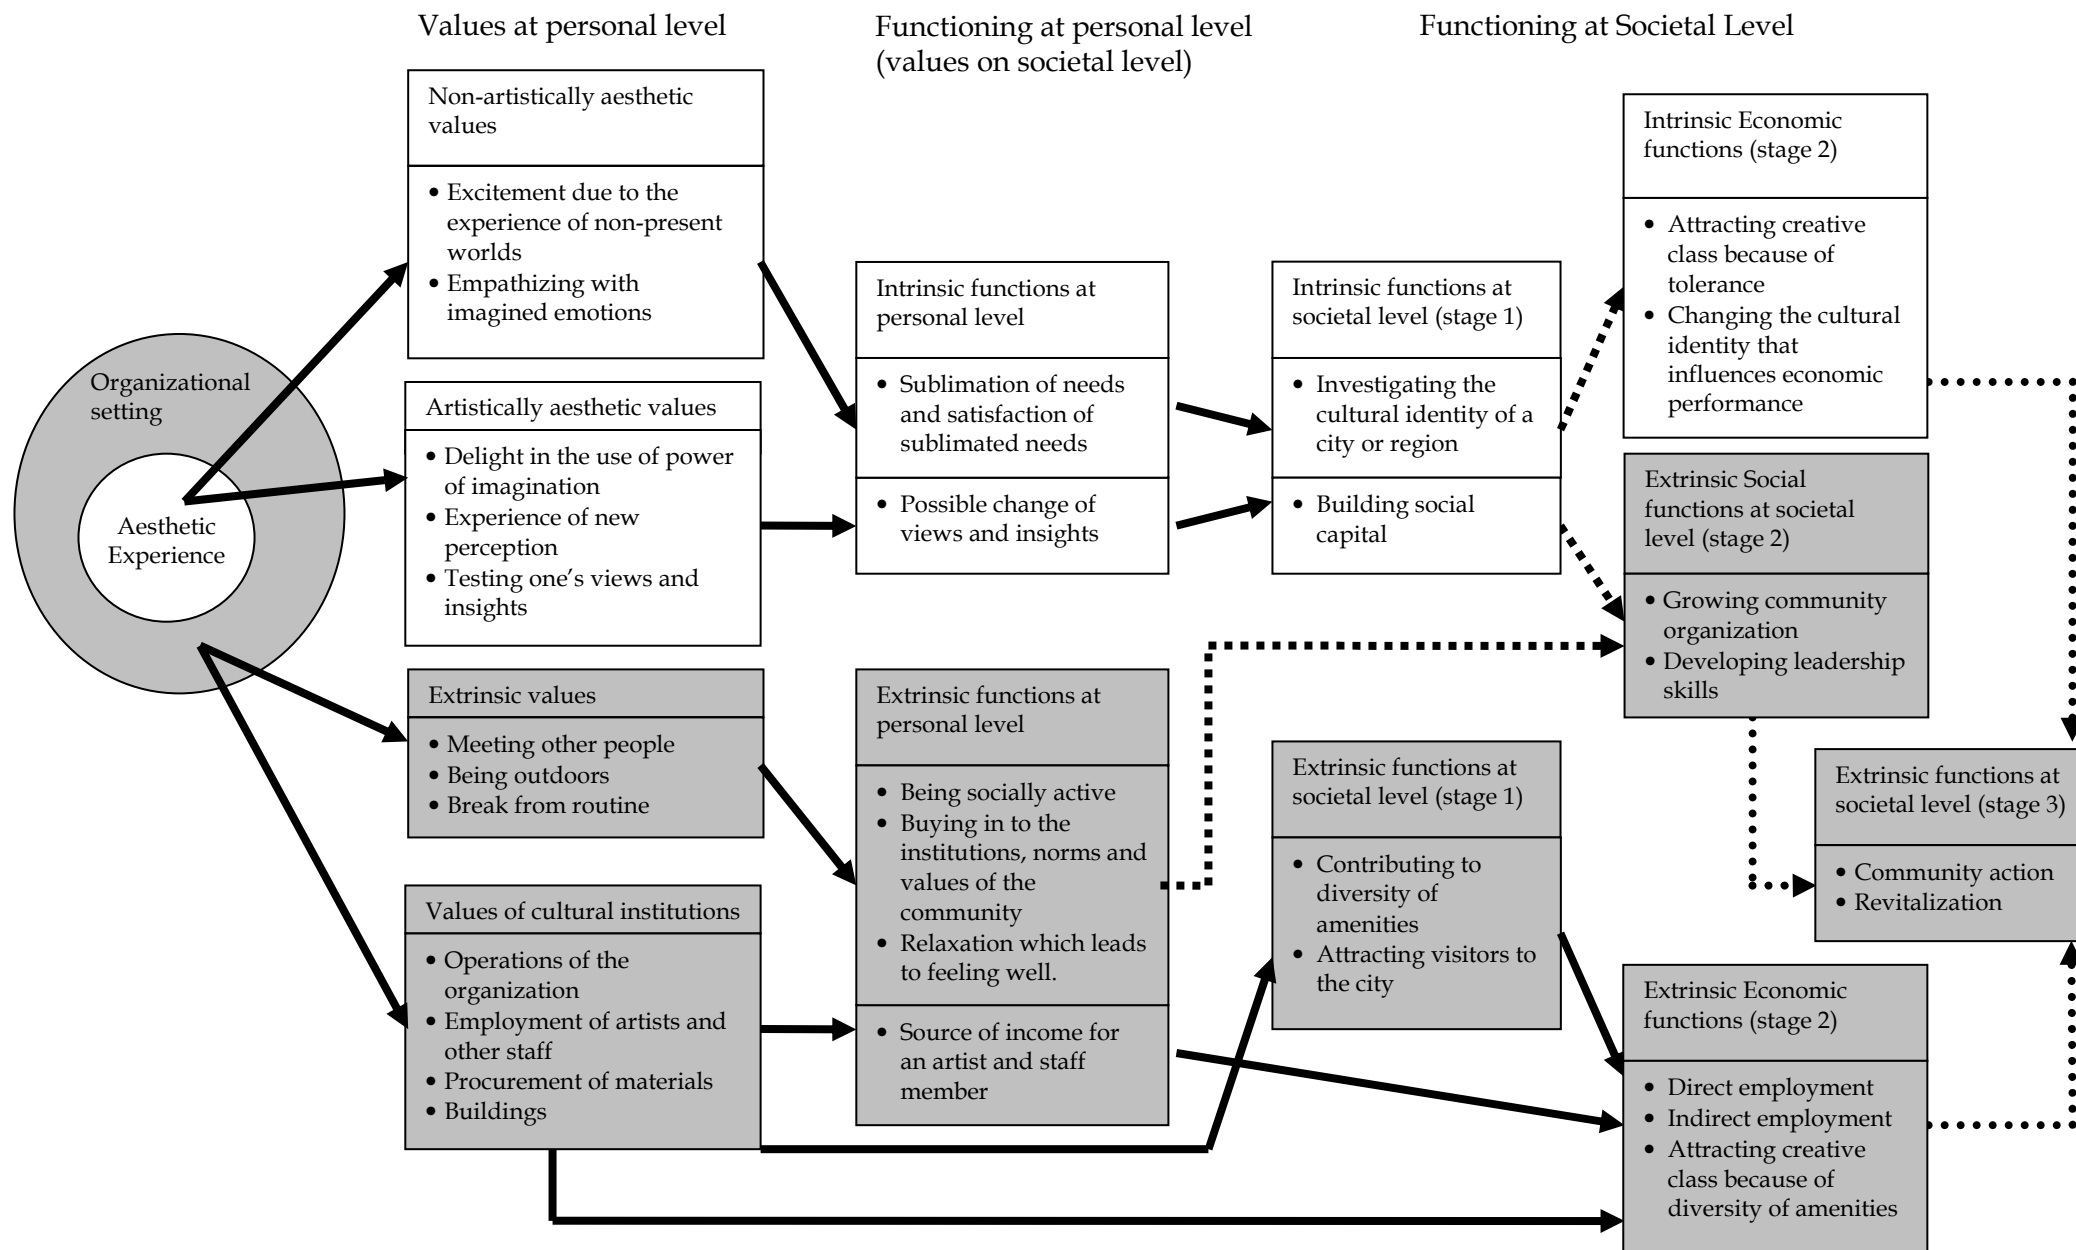 Values at personal level
Functioning at personal level
(values on societal level)
Functioning at Societal Level
Organizational
setting
Aesthetic
Experience
Non-artistically aesthetic
values
• Excitement due to the
experience of non-present
worlds
• Empathizing with
imagined emotions
Artistically aesthetic values
• Delight in the use of power
of imagination
• Experience of new
perception
• Testing one’s views and
insights
Extrinsic values
• Meeting other people
• Being outdoors
• Break from routine
Values of cultural institutions
• Operations of the
organization
• Employment of artists and
other staff
• Procurement of materials
• Buildings
Intrinsic functions at
personal level
• Sublimation of needs
and satisfaction of
sublimated needs
• Possible change of
views and insights
Extrinsic functions at
personal level
• Being socially active
• Buying in to the
institutions, norms and
values of the
community
• Relaxation which leads
to feeling well.
• Source of income for
an artist and staff
member
Intrinsic functions at
societal level (stage 1)
• Investigating the
cultural identity of a
city or region
• Building social
capital
Extrinsic functions at
societal level (stage 1)
• Contributing to
diversity of
amenities
• Attracting visitors to
the city
Intrinsic Economic
functions (stage 2)
• Attracting creative
class because of
tolerance
• Changing the cultural
identity that
influences economic
performance
Extrinsic Social
functions at societal
level (stage 2)
• Growing community
organization
• Developing leadership
skills
Extrinsic functions at
societal level (stage 3)
• Community action
• Revitalization
Extrinsic Economic
functions (stage 2)
• Direct employment
• Indirect employment
• Attracting creative
class because of
diversity of amenities